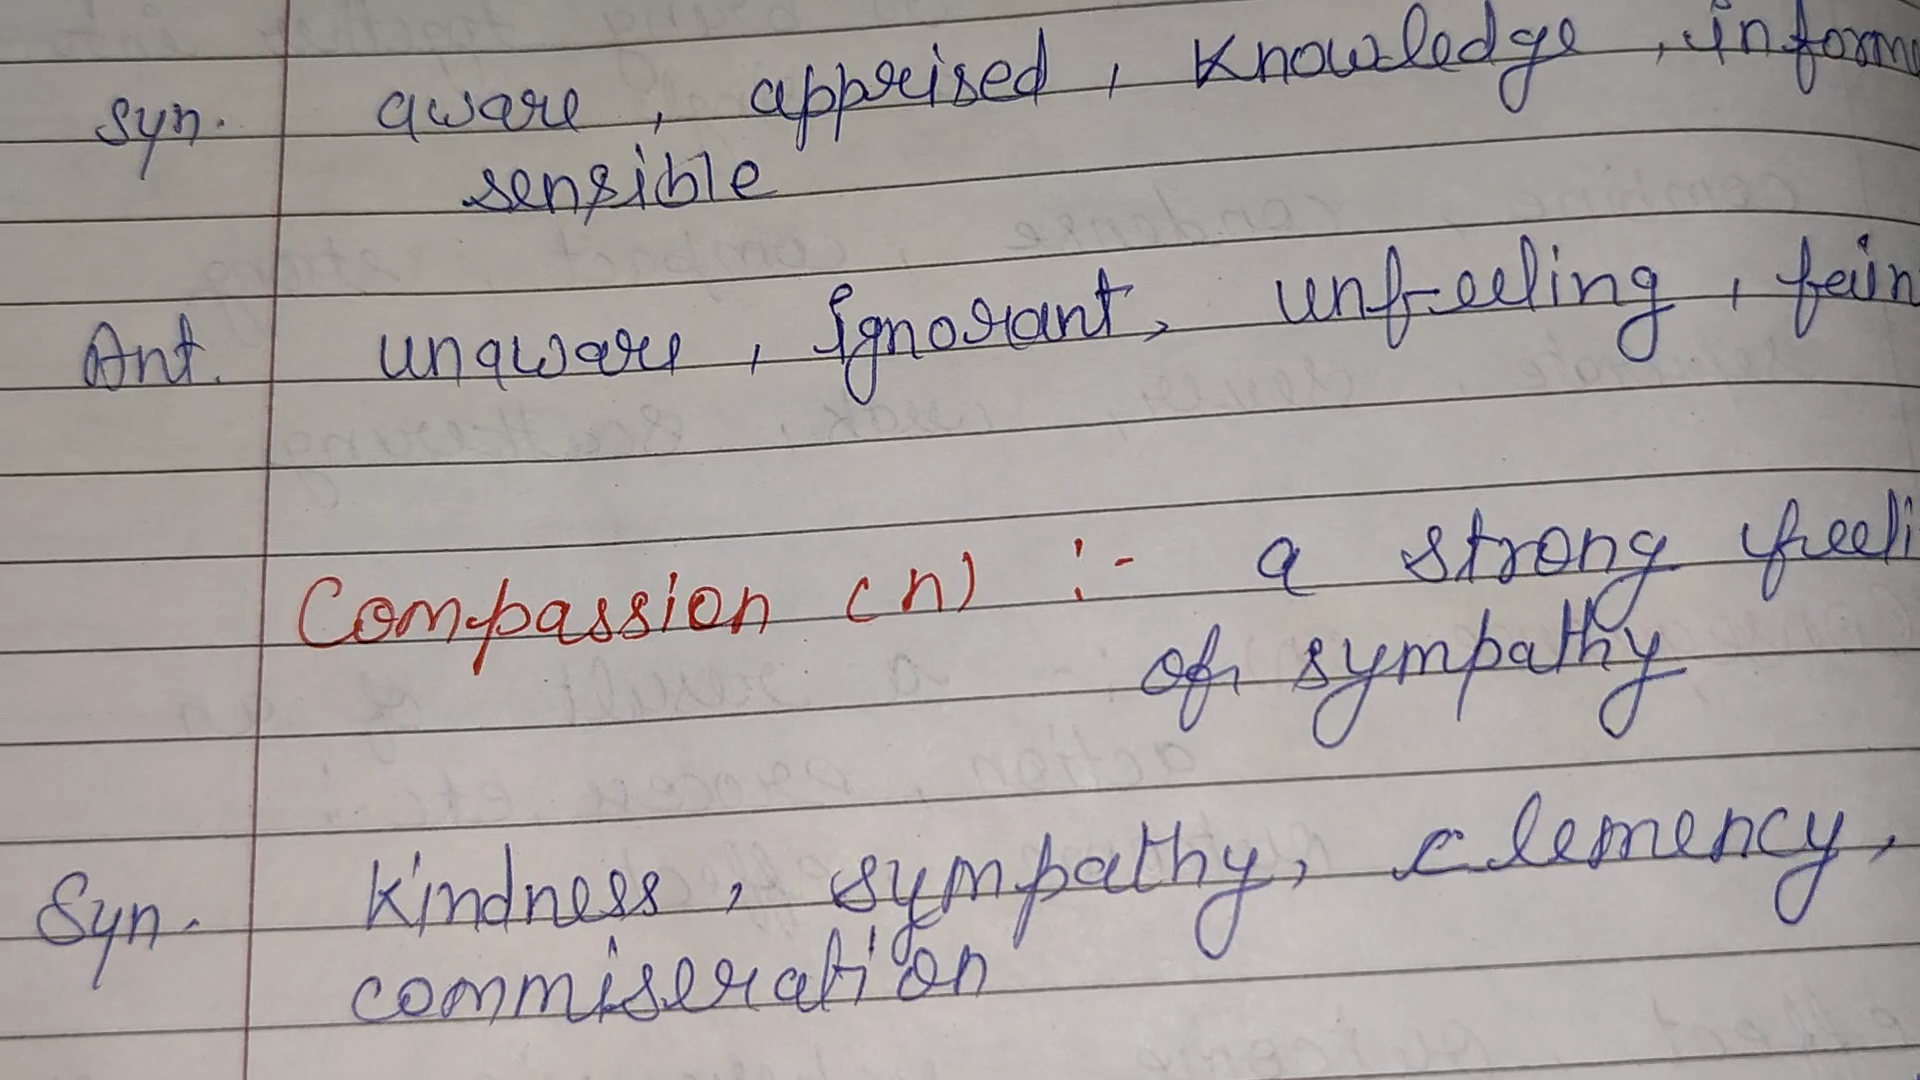 Syn. aware, apprised, Knowledge, inform
sensible
Ant. unaware, Ignorant, unfeeling, fein
Compassion (n) :- a strong feeli
of sympathy
Syn. Kindness, sympathy, clemency,
commiseration